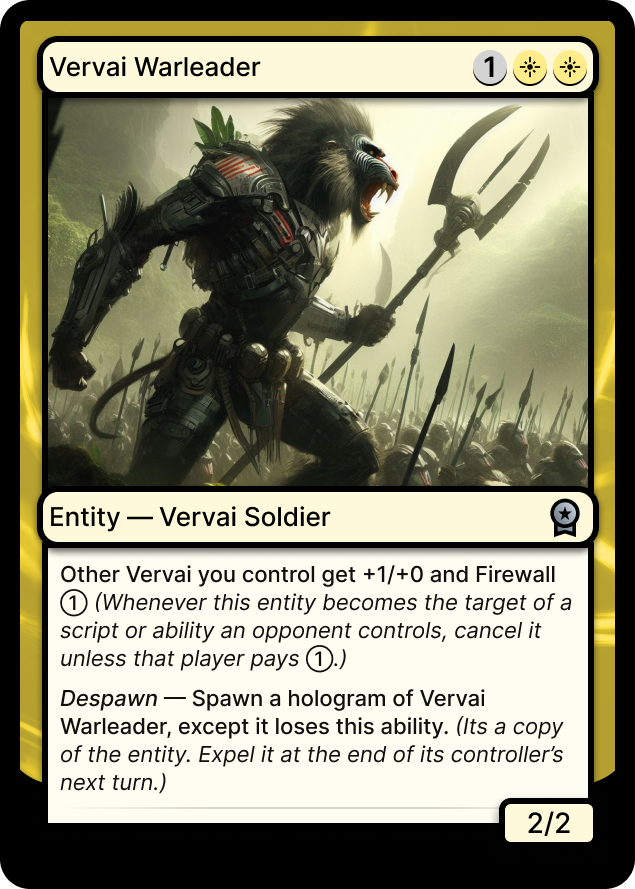 Vervai Warleader 1
Entity — Vervai Soldier
Other Vervai you control get +1/+0 and Firewall
① (Whenever this entity becomes the target of a
script or ability an opponent controls, cancel it
unless that player pays ①.)
Despawn — Spawn a hologram of Vervai
Warleader, except it loses this ability. (Its a copy
of the entity. Expel it at the end of its controller’s
next turn.)
2/2